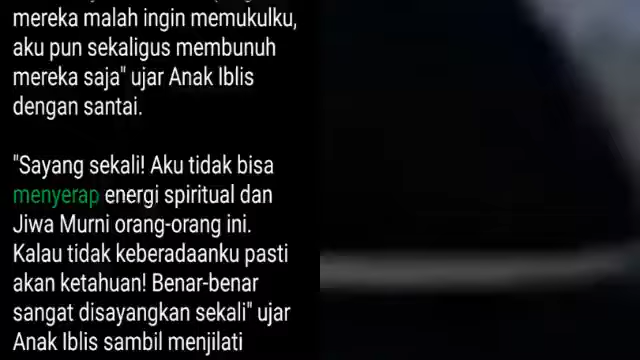 mereka malah ingin memukulku,
aku pun sekaligus membunuh
mereka saja" ujar Anak Iblis
dengan santai.
"Sayang sekali! Aku tidak bisa
menyerap energi spiritual dan
Jiwa Murni orang-orang ini.
Kalau tidak keberadaanku pasti
akan ketahuan! Benar-benar
sangat disayangkan sekali" ujar
Anak Iblis sambil menjilati